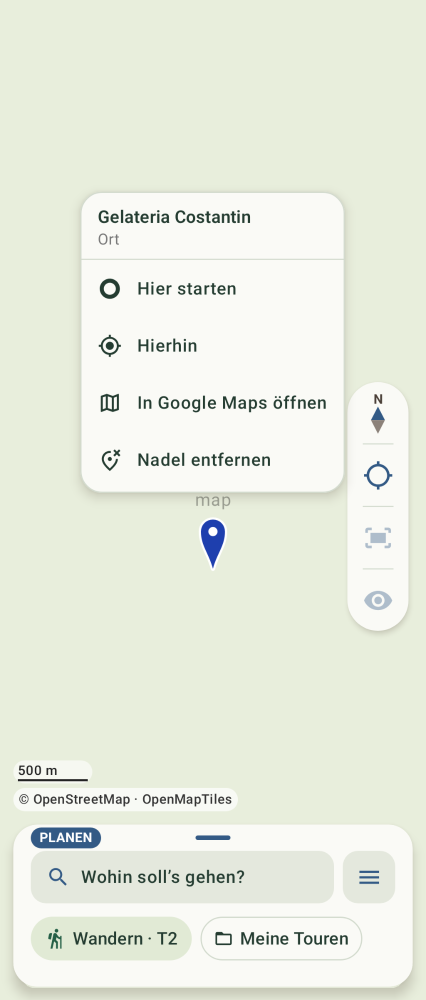 Gelateria Costantin
Ort
Hier starten
Hierhin
In Google Maps öffnen
Nadel entfernen
map
N
500 m
© OpenStreetMap · OpenMapTiles
PLANEN
Wohin soll’s gehen?
Wandern · T2
Meine Touren